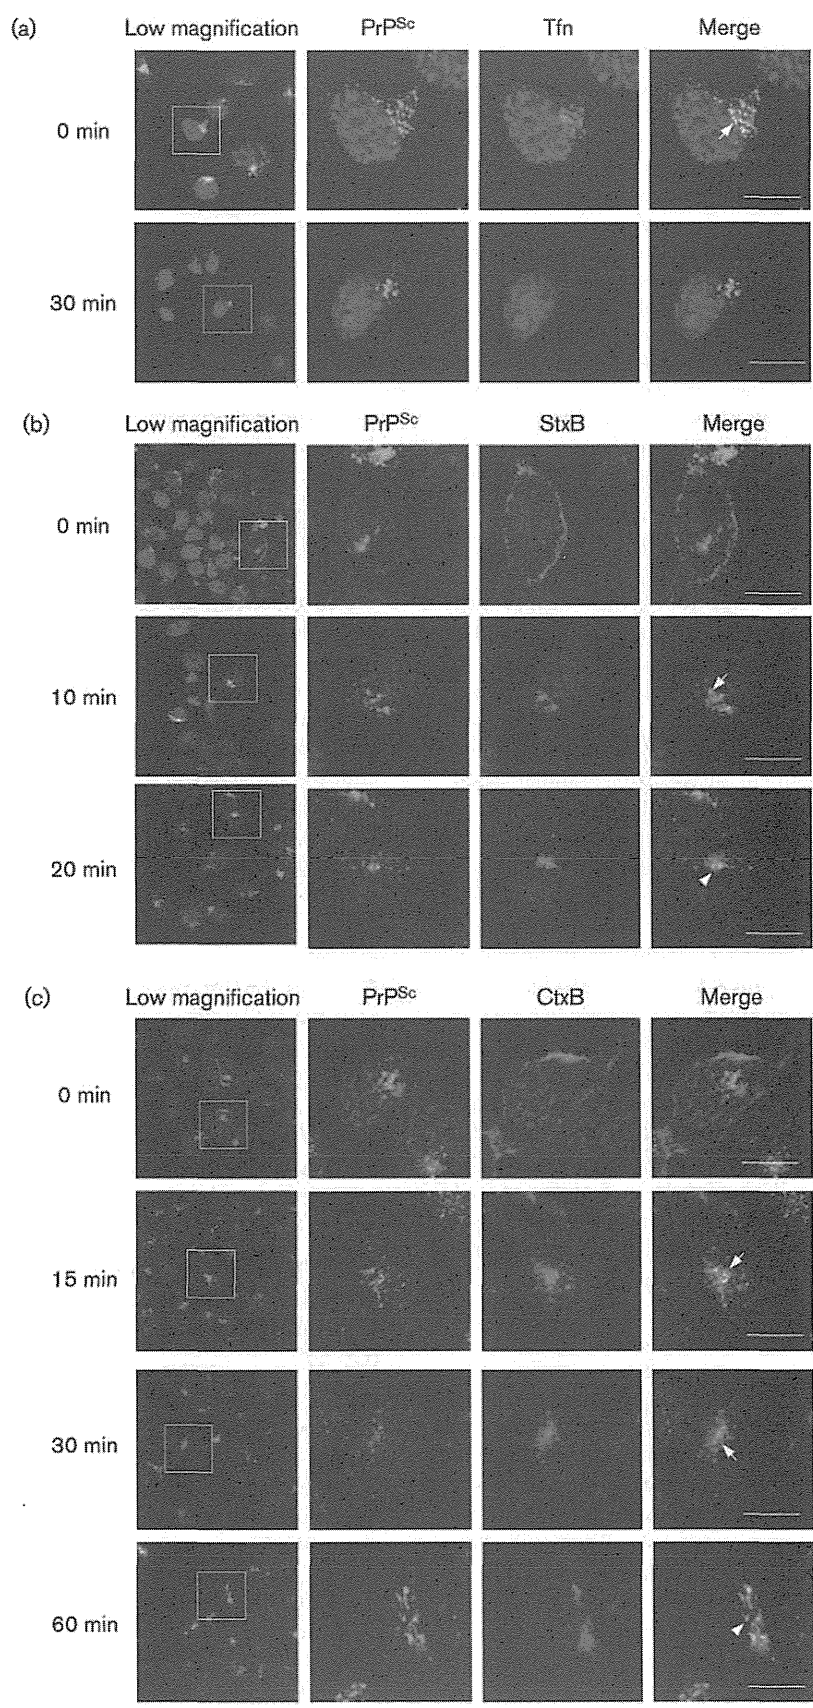 (a)
Low magnification PrPSc Tfn Merge
0 min
30 min
(b)
Low magnification PrPSc StxB Merge
0 min
10 min
20 min
(c)
Low magnification PrPSc CtxB Merge
0 min
15 min
30 min
60 min